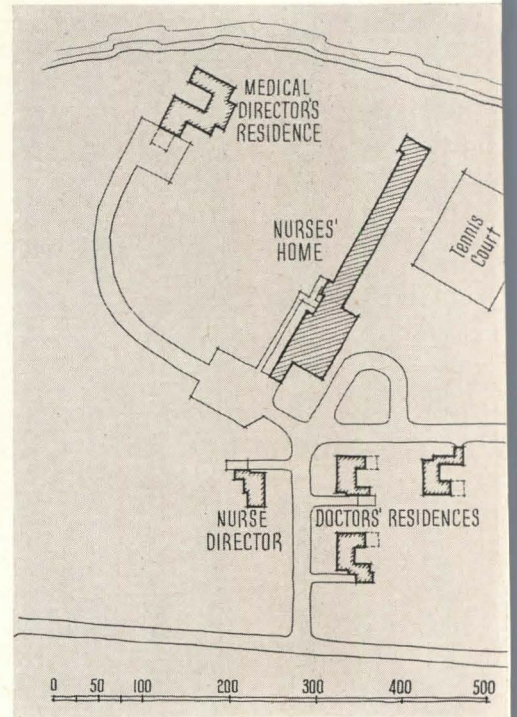 MEDICAL
DIRECTOR'S
RESIDENCE
NURSES'
HOME
Tennis
Court
NURSE
DIRECTOR
DOCTORS' RESIDENCES
0 50 100 200 300 400 500